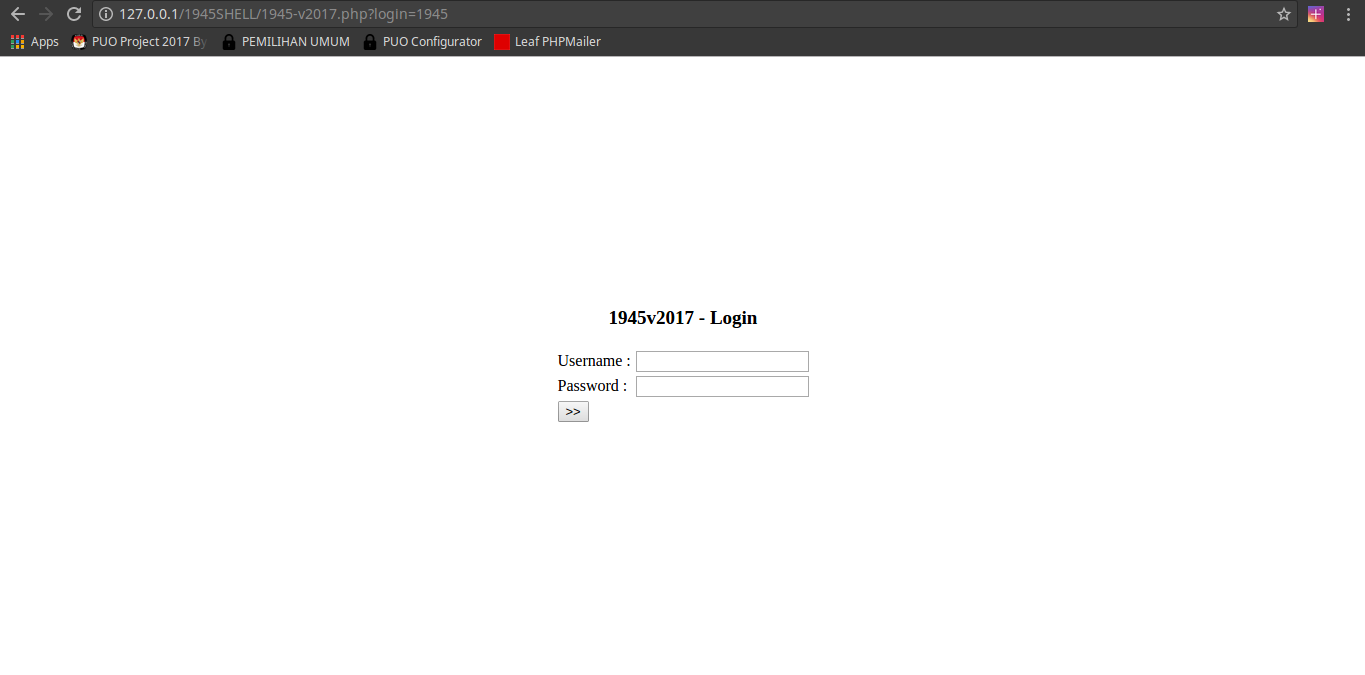 127.0.0.1/1945SHELL/1945-v2017.php?login=1945
Apps PUO Project 2017 By PEMILIHAN UMUM PUO Configurator Leaf PHPMailer
1945v2017 - Login
Username :
Password :
>>